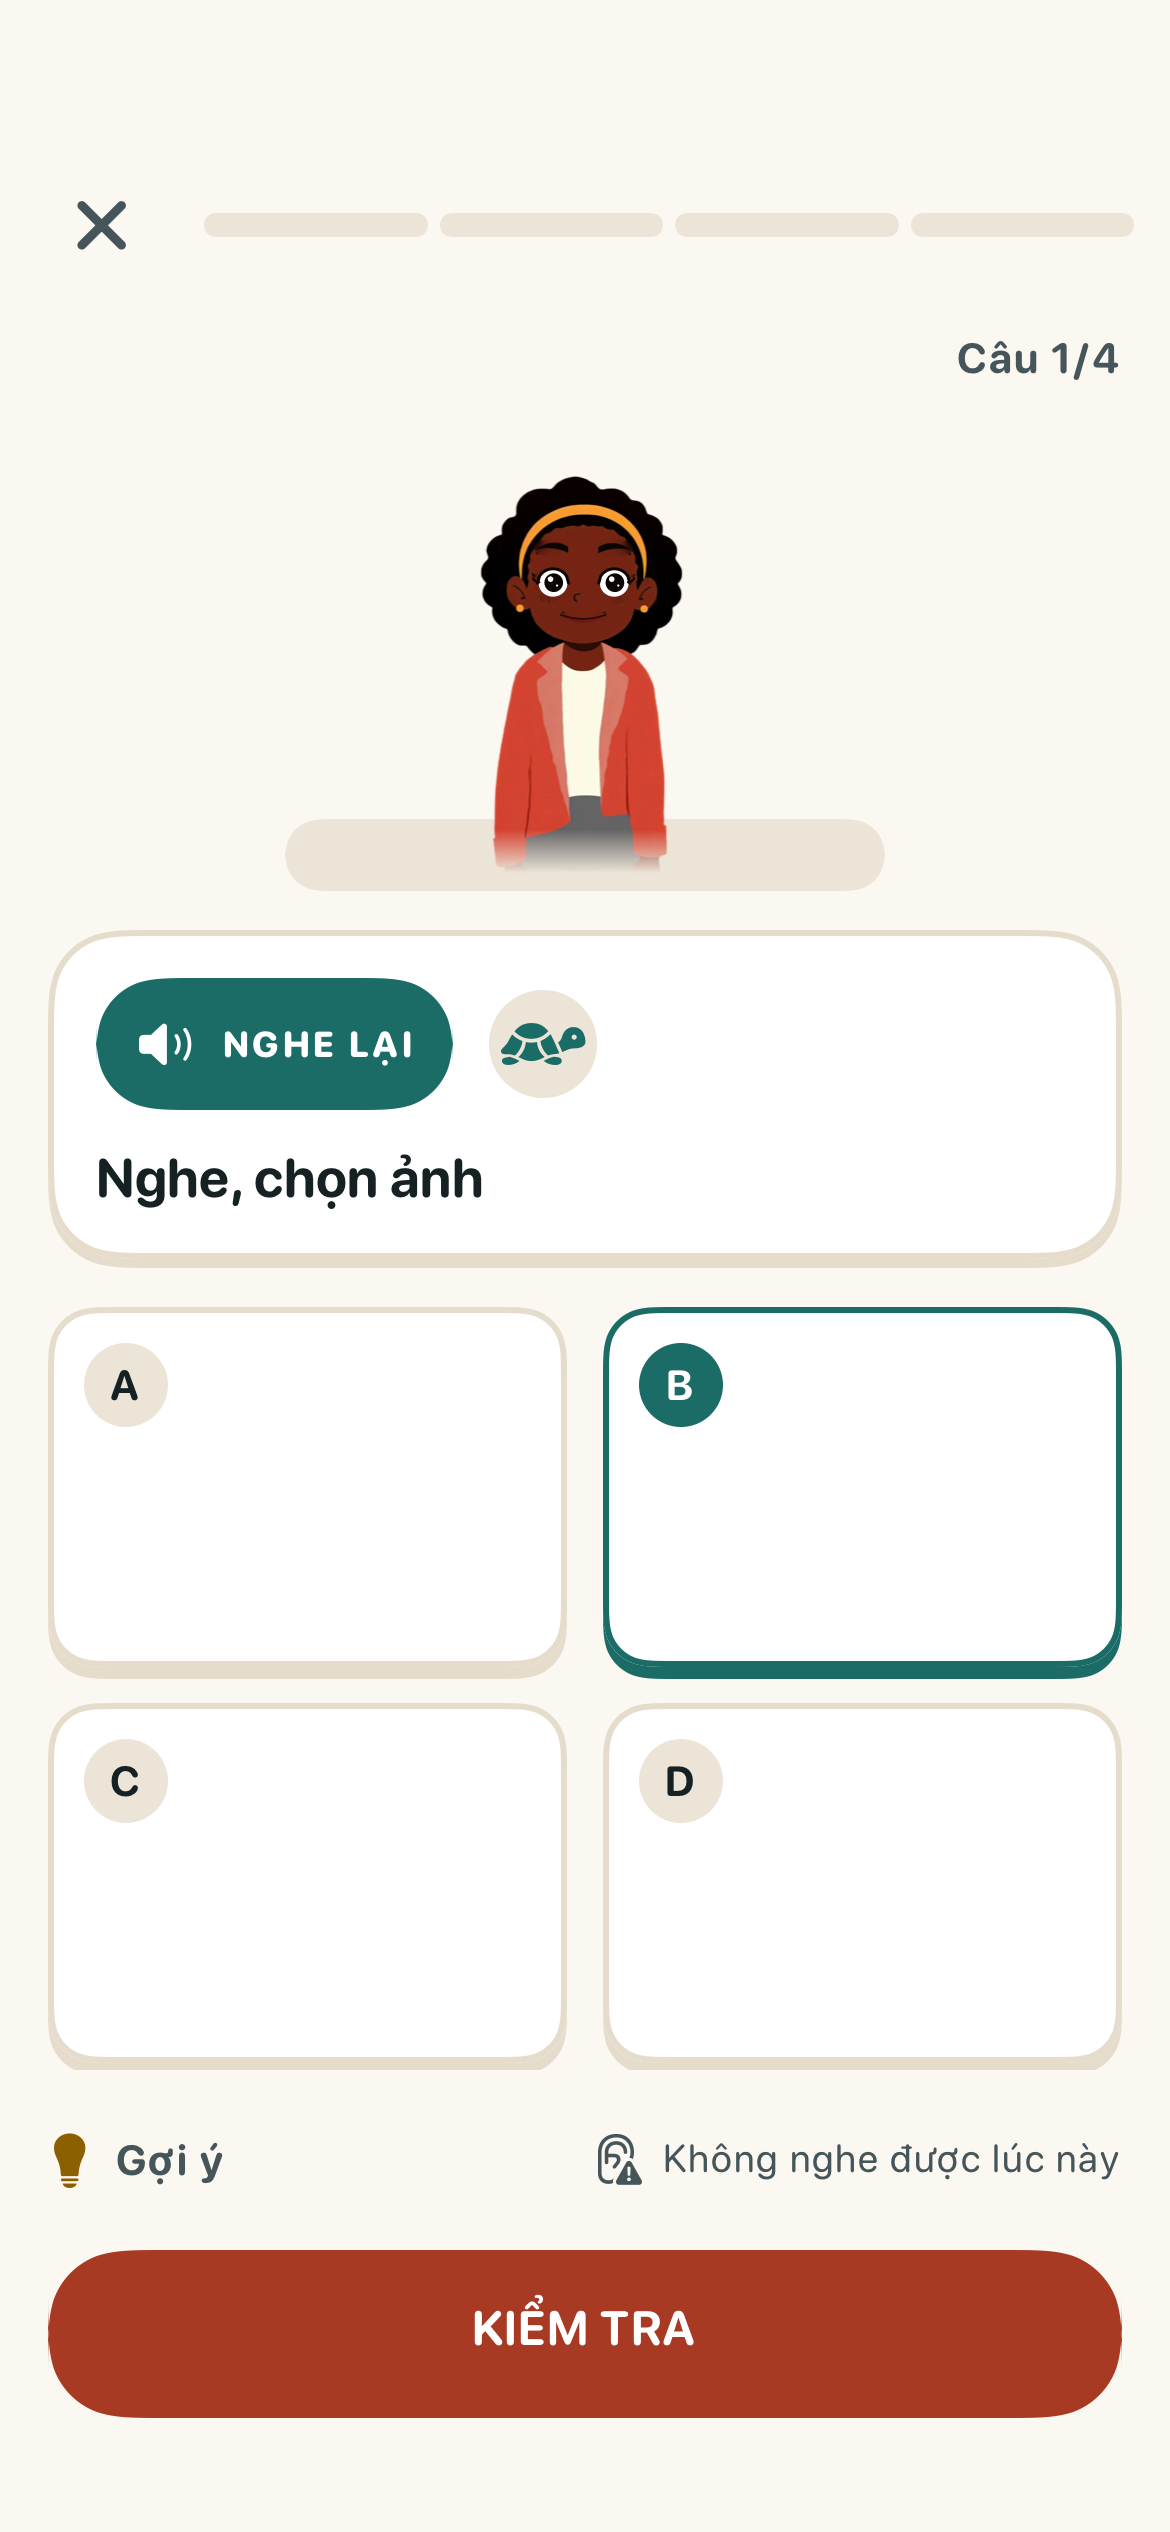 Câu 1/4
NGHE LẠI
Nghe, chọn ảnh
A
B
C
D
Gợi ý
Không nghe được lúc này
KIỂM TRA